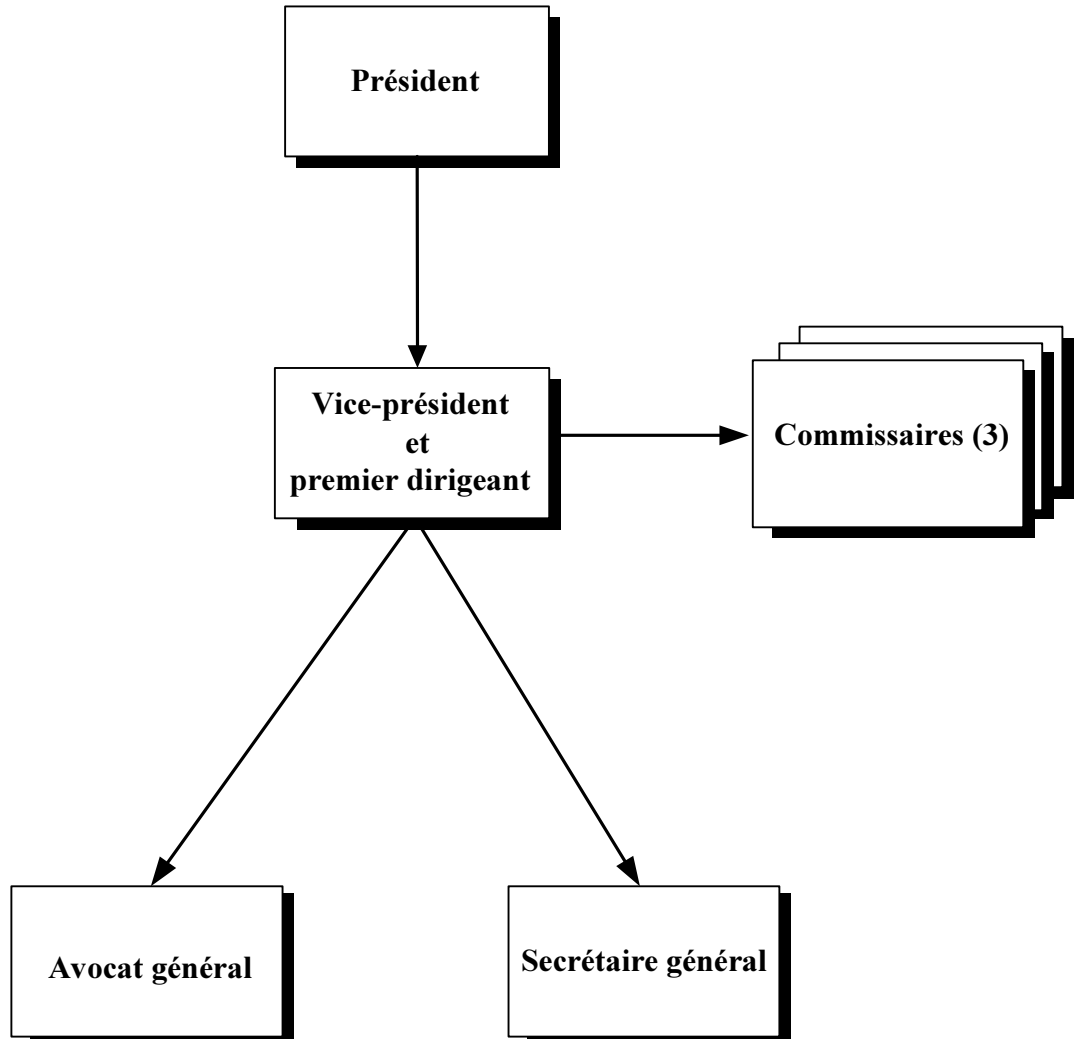 Président
Vice-président
et
premier dirigeant
Commissaires (3)
Avocat général
Secrétaire général